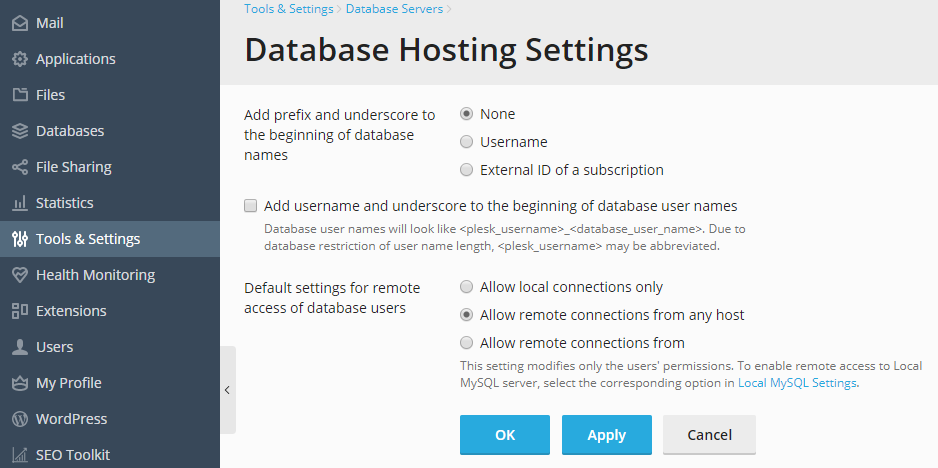 Mail
Applications
Files
Databases
File Sharing
Statistics
Tools & Settings
Health Monitoring
Extensions
Users
My Profile
WordPress
SEO Toolkit
Tools & Settings > Database Servers >
Database Hosting Settings
Add prefix and underscore to
the beginning of database
names
None
Username
External ID of a subscription
Add username and underscore to the beginning of database user names
Database user names will look like <plesk_username>_<database_user_name>. Due to
database restriction of user name length, <plesk_username> may be abbreviated.
Default settings for remote
access of database users
Allow local connections only
Allow remote connections from any host
Allow remote connections from
This setting modifies only the users' permissions. To enable remote access to Local
MySQL server, select the corresponding option in Local MySQL Settings.
OK
Apply
Cancel